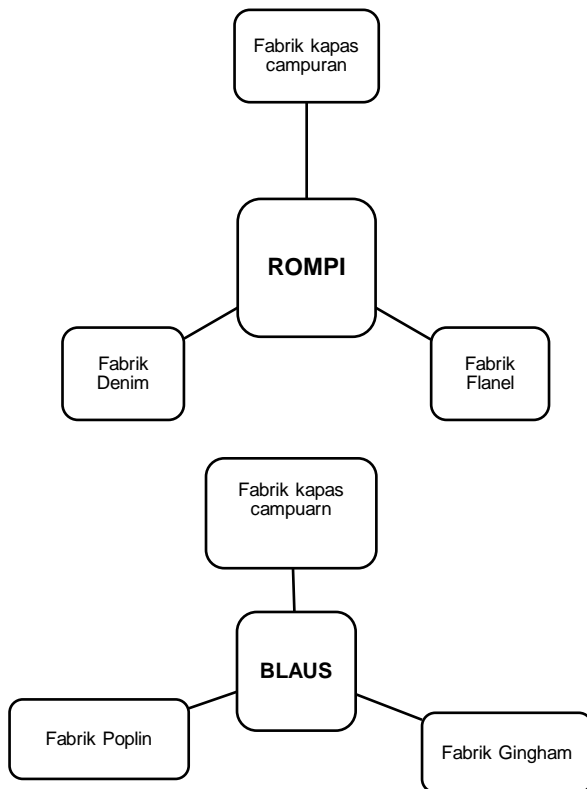 Fabrik kapas
campuran
ROMPI
Fabrik
Denim
Fabrik
Flanel
Fabrik kapas
campuarn
BLAUS
Fabrik Poplin
Fabrik Gingham